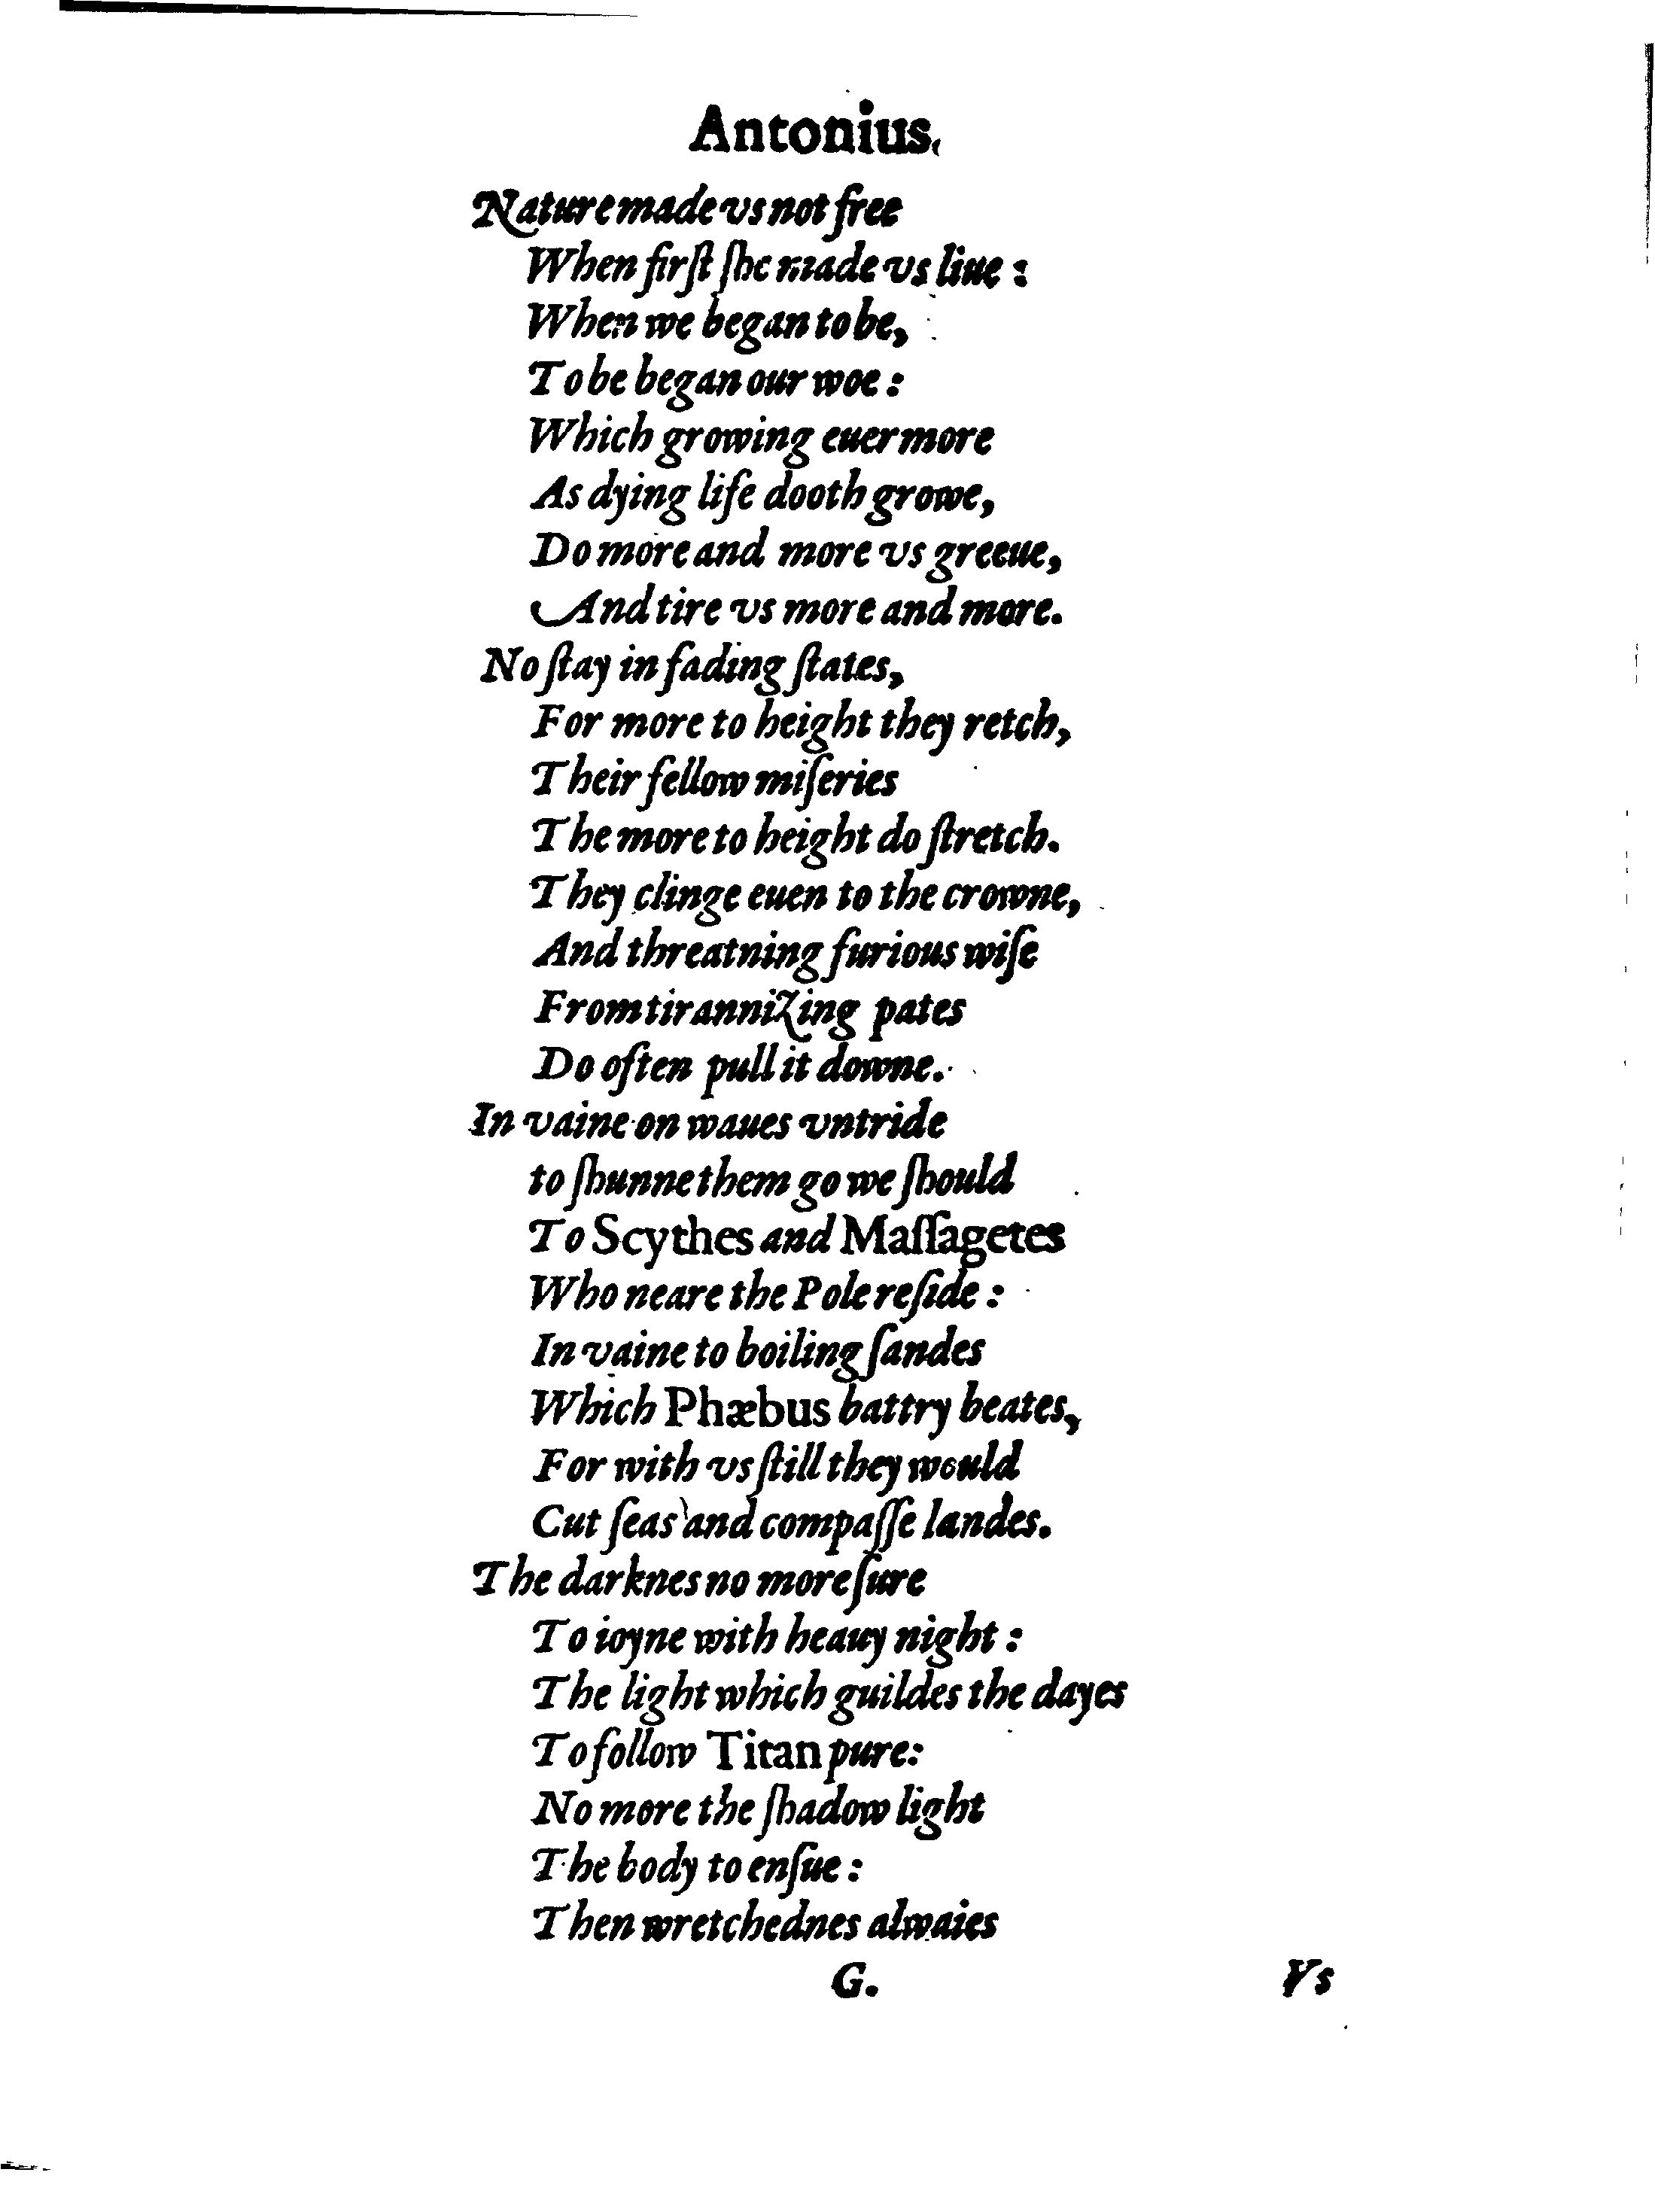 Antonius.
Nature made vs not free
When firſt ſhe made vs liue :
When we began to be,
To be began our woe :
Which growing euermore
As dying life dooth growe,
Do more and more vs greeue,
And tire vs more and more.
No ſtay in fading ſtates,
For more to height they retch,
Their fellow miſeries
The more to height do ſtretch.
They clinge euen to the crowne,
And threatning furious wiſe
From tirannizing pates
Do often pull it downe.
In vaine on waues vntride
to ſhunne them go we ſhould
To Scythes and Maſſagetes
Who neare the Pole reſide :
In vaine to boiling ſandes
Which Phæbus battry beates,
For with vs ſtill they would
Cut ſeas and compaſſe landes.
The darknes no more ſure
To ioyne with heauy night :
The light which guildes the dayes
To follow Titan pure:
No more the ſhadow light
The body to enſue :
Then wretchednes alwaies
G. Vs